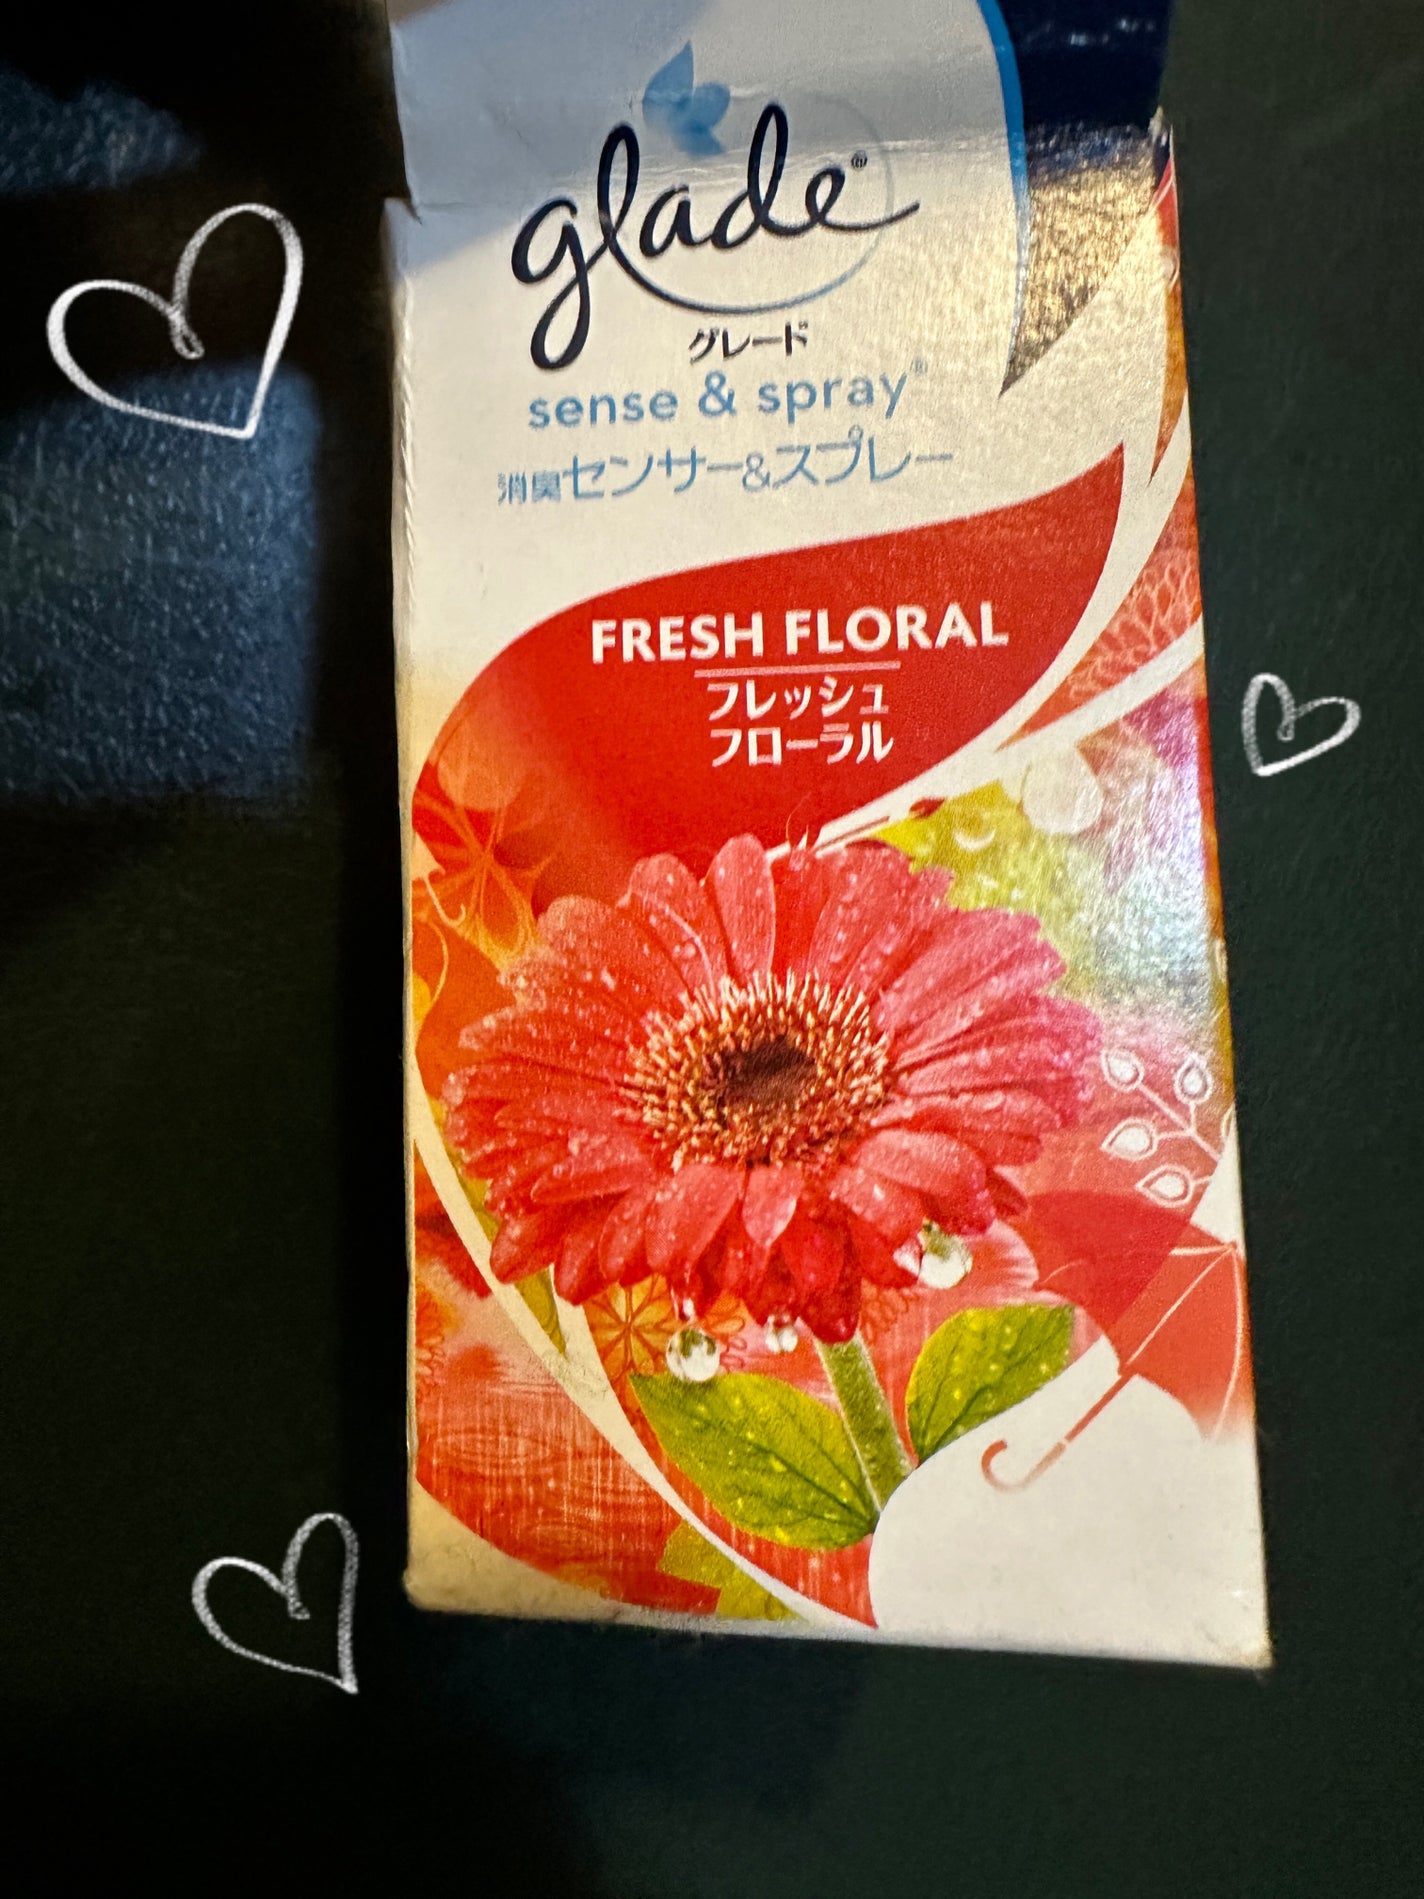 glade®
グレード
sense & spray®
消臭センサー&スプレー
FRESH FLORAL
フレッシュ
フローラル